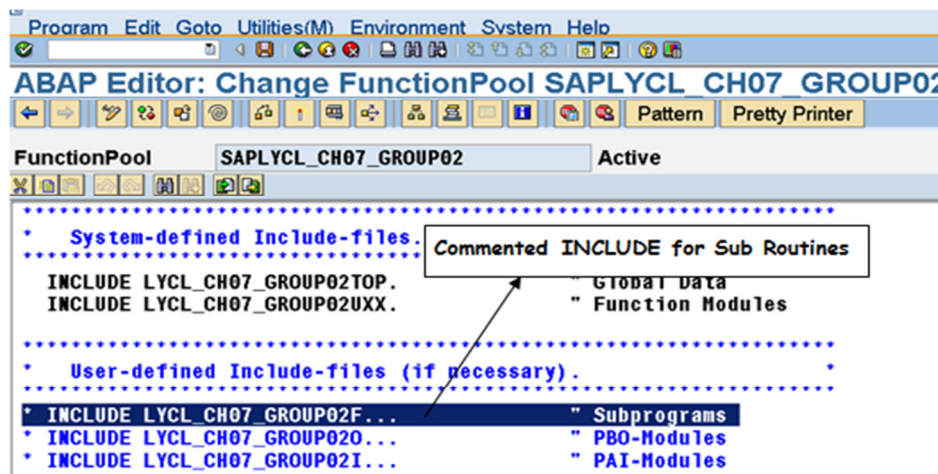 Program Edit Goto Utilities(M) Environment System Help
ABAP Editor: Change FunctionPool SAPLYCL_CH07_GROUP02
Pattern Pretty Printer
FunctionPool SAPLYCL_CH07_GROUP02 Active
************************************************************************
* System-defined Include-files.
Commented INCLUDE for Sub Routines
************************************************************************
INCLUDE LYCL_CH07_GROUP02TOP. " Global Data
INCLUDE LYCL_CH07_GROUP02UXX. " Function Modules
************************************************************************
* User-defined Include-files (if necessary). *
************************************************************************
* INCLUDE LYCL_CH07_GROUP02F... " Subprograms
* INCLUDE LYCL_CH07_GROUP02O... " PBO-Modules
* INCLUDE LYCL_CH07_GROUP02I... " PAI-Modules